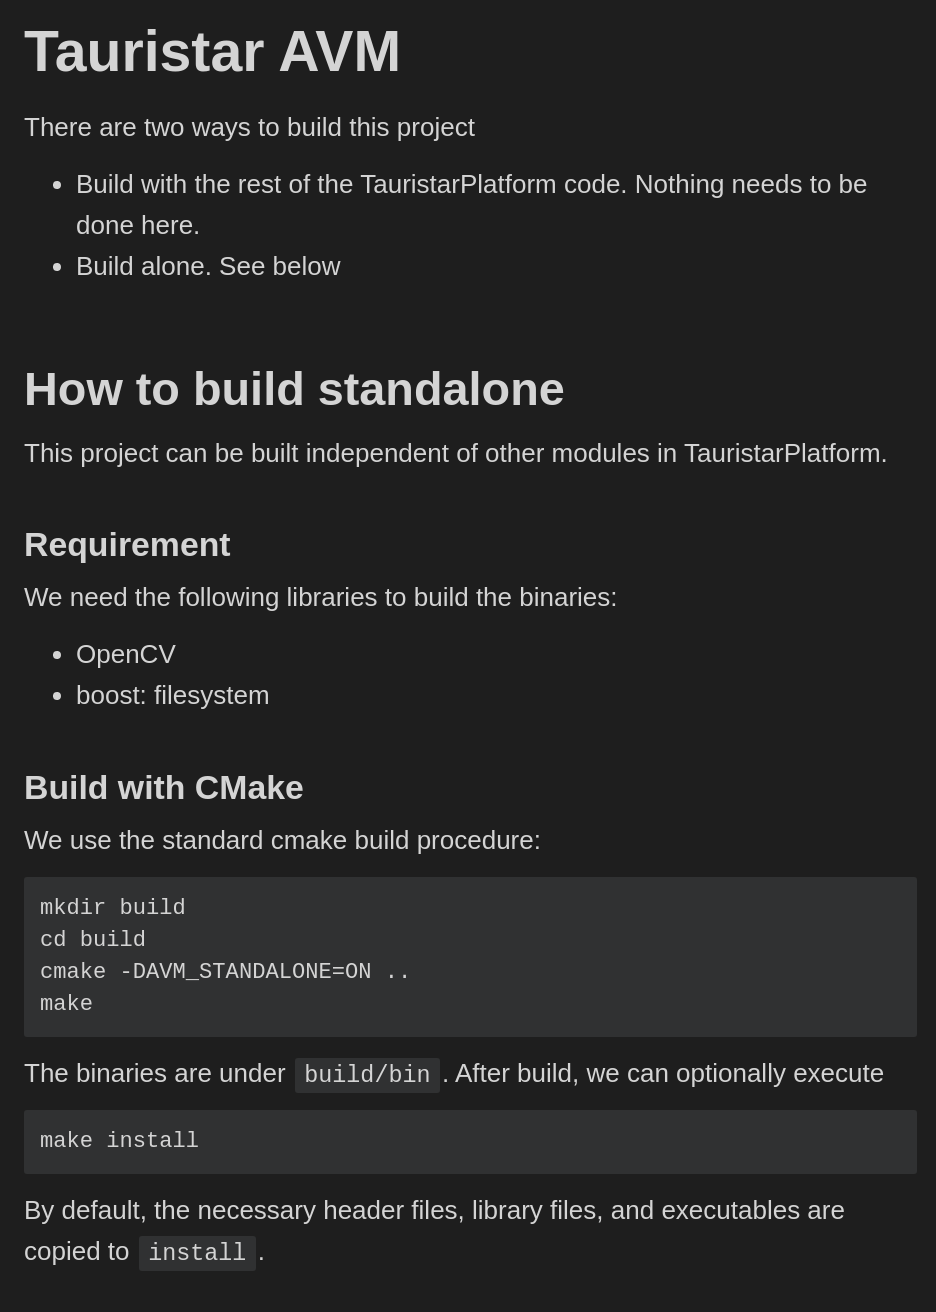 Tauristar AVM
There are two ways to build this project
Build with the rest of the TauristarPlatform code. Nothing needs to be
done here.
Build alone. See below
How to build standalone
This project can be built independent of other modules in TauristarPlatform.
Requirement
We need the following libraries to build the binaries:
OpenCV
boost: filesystem
Build with CMake
We use the standard cmake build procedure:
mkdir build
cd build
cmake -DAVM_STANDALONE=ON ..
make
The binaries are under build/bin. After build, we can optionally execute
make install
By default, the necessary header files, library files, and executables are
copied to install.